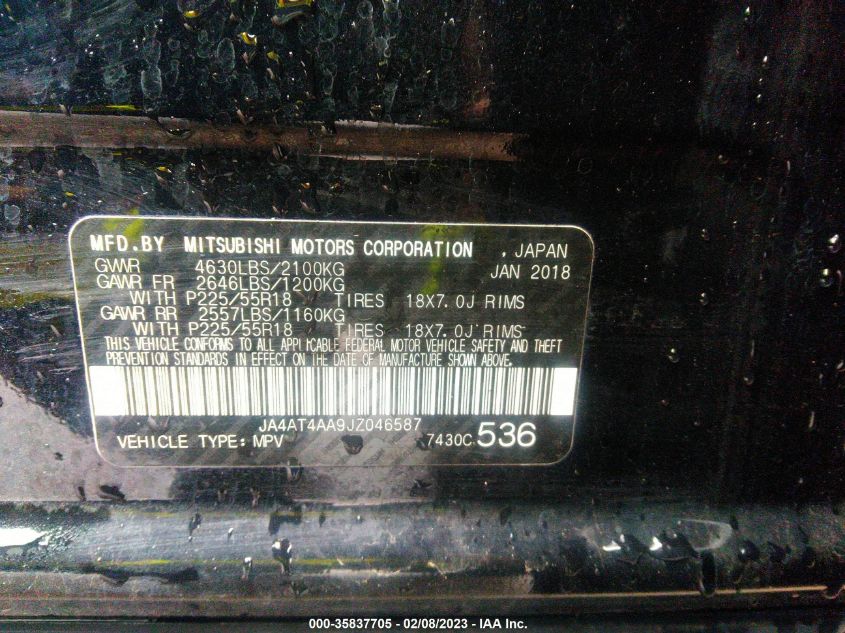 MFD.BY MITSUBISHI MOTORS CORPORATION , JAPAN
GVWR 4630LBS/2100KG JAN 2018
GAWR FR 2646LBS/1200KG
WITH P225/55R18 TIRES 18X7.0J RIMS
GAWR RR 2557LBS/1160KG
WITH P225/55R18 TIRES 18X7.0J RIMS
THIS VEHICLE CONFORMS TO ALL APPLICABLE FEDERAL MOTOR VEHICLE SAFETY AND THEFT
PREVENTION STANDARDS IN EFFECT ON THE DATE OF MANUFACTURE SHOWN ABOVE.
JA4AT4AA9JZ046587
VEHICLE TYPE: MPV 7430C 536
000-35837705 - 02/08/2023 - IAA Inc.